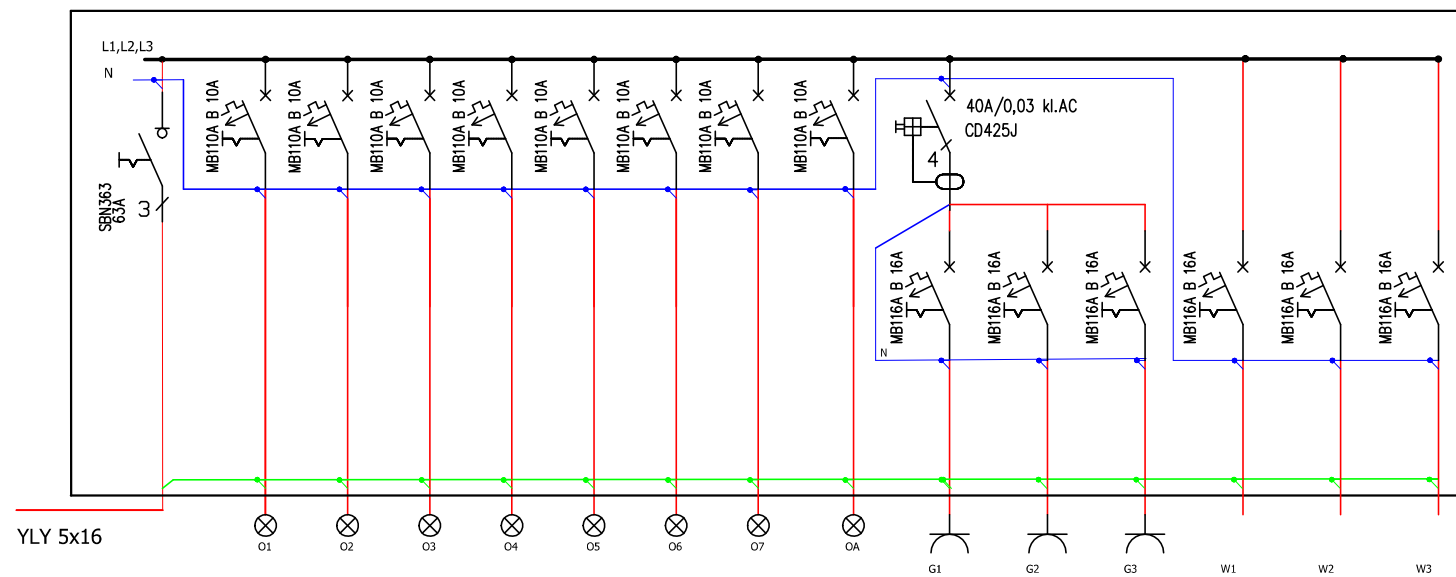 L1,L2,L3
N
SBN363
63A
3
MB110A B 10A
MB110A B 10A
MB110A B 10A
MB110A B 10A
MB110A B 10A
MB110A B 10A
MB110A B 10A
MB110A B 10A
40A/0,03 kl.AC
CD425J
4
MB116A B 16A
MB116A B 16A
MB116A B 16A
MB116A B 16A
MB116A B 16A
MB116A B 16A
N
YLY 5x16
O1
O2
O3
O4
O5
O6
O7
OA
G1
G2
G3
W1
W2
W3